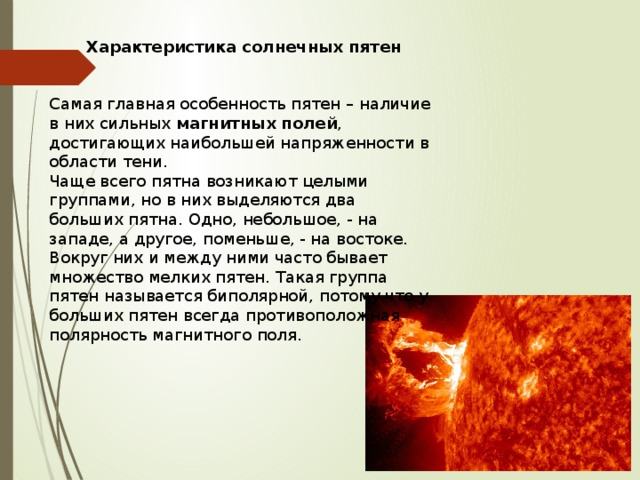 Характеристика солнечных пятен
Самая главная особенность пятен – наличие
в них сильных магнитных полей,
достигающих наибольшей напряженности в
области тени.
Чаще всего пятна возникают целыми
группами, но в них выделяются два
больших пятна. Одно, небольшое, - на
западе, а другое, поменьше, - на востоке.
Вокруг них и между ними часто бывает
множество мелких пятен. Такая группа
пятен называется биполярной, потому что у
больших пятен всегда противоположная
полярность магнитного поля.